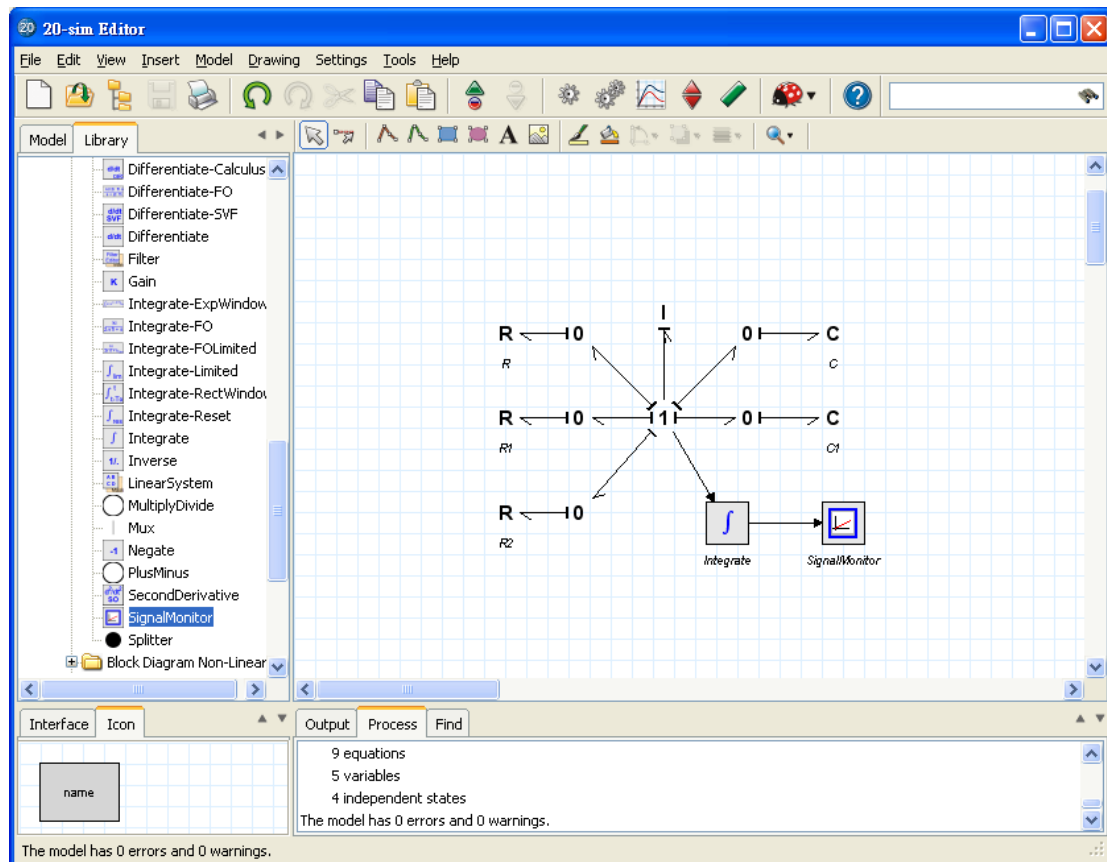 20-sim Editor
File Edit View Insert Model Drawing Settings Tools Help
Model Library
A
Differentiate-Calculus
Differentiate-FO
Differentiate-SVF
Differentiate
Filter
Gain
Integrate-ExpWindow
Integrate-FO
Integrate-FOLimited
Integrate-Limited
Integrate-RectWindow
Integrate-Reset
Integrate
Inverse
LinearSystem
MultiplyDivide
Mux
Negate
PlusMinus
SecondDerivative
SignalMonitor
Splitter
Block Diagram Non-Linear
I
R 0 0 C
R C
R 0 1 0 C
R1 C1
R 0 ∫
R2 Integrate SignalMonitor
Interface Icon
name
Output Process Find
9 equations
5 variables
4 independent states
The model has 0 errors and 0 warnings.
The model has 0 errors and 0 warnings.